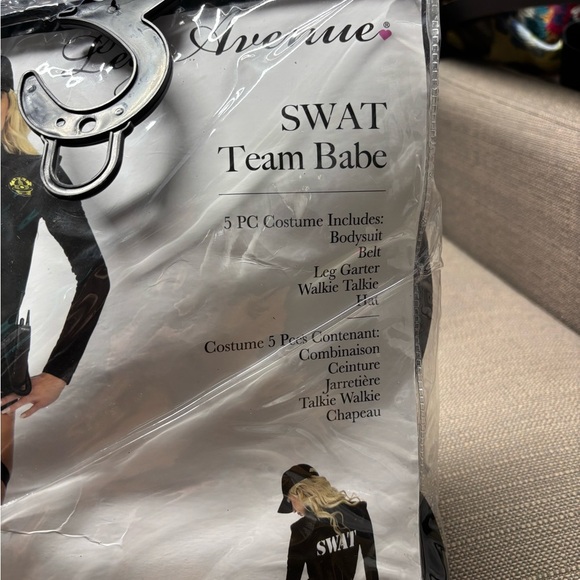 Avenue®
SWAT
Team Babe
5 PC Costume Includes:
Bodysuit
Belt
Leg Garter
Walkie Talkie
Hat
Costume 5 Pces Contenant:
Combinaison
Ceinture
Jarretière
Talkie Walkie
Chapeau
SWAT